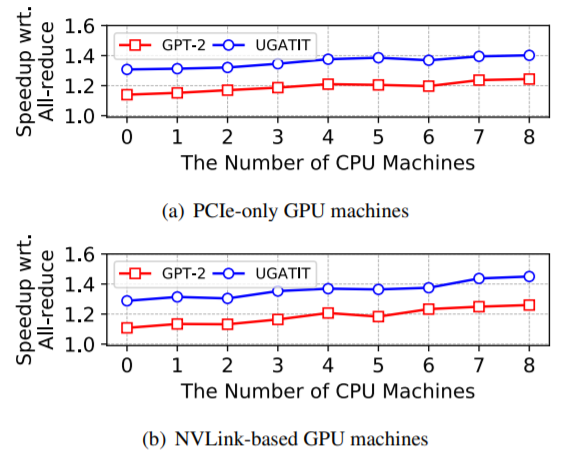 1.6
GPT-2 UGATIT
1.4
1.2
1.0
Speedup wrt.
All-reduce
0 1 2 3 4 5 6 7 8
The Number of CPU Machines
(a) PCIe-only GPU machines
1.6
GPT-2 UGATIT
1.4
1.2
1.0
Speedup wrt.
All-reduce
0 1 2 3 4 5 6 7 8
The Number of CPU Machines
(b) NVLink-based GPU machines